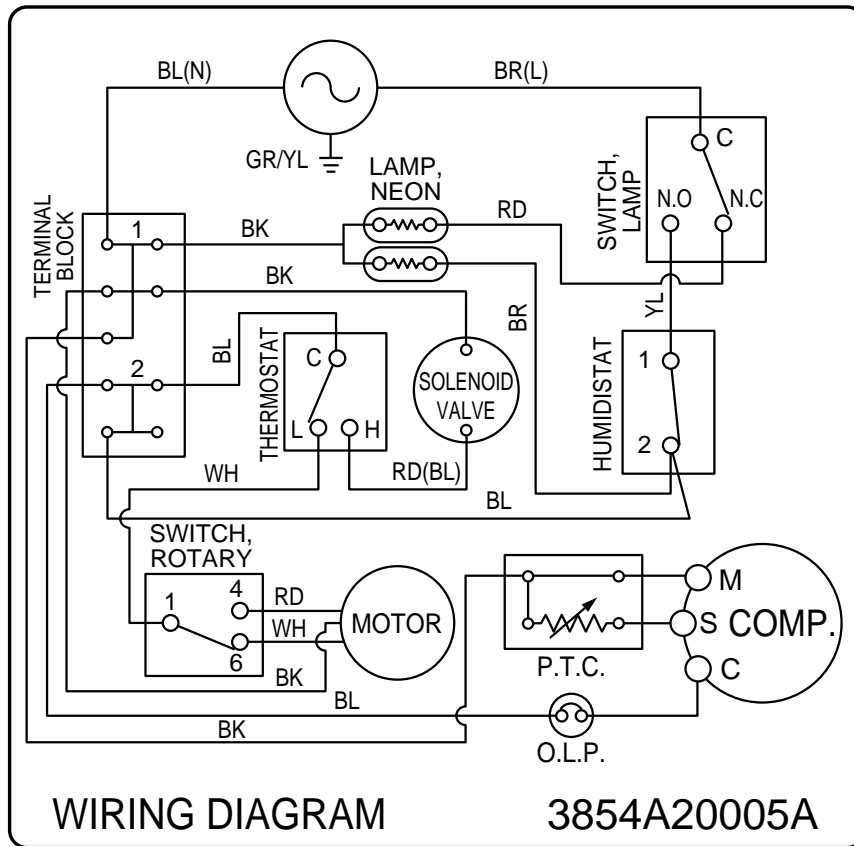 BL(N)
BR(L)
GR/YL
LAMP,
NEON
SWITCH,
LAMP
C
N.O
N.C
TERMINAL
BLOCK
1
BK
RD
BK
YL
BR
2
BL
THERMOSTAT
C
L
H
SOLENOID
VALVE
HUMIDISTAT
1
2
WH
RD(BL)
BL
SWITCH,
ROTARY
1
4
6
RD
WH
MOTOR
BK
BL
BK
P.T.C.
M
S
C
COMP.
O.L.P.
WIRING DIAGRAM
3854A20005A